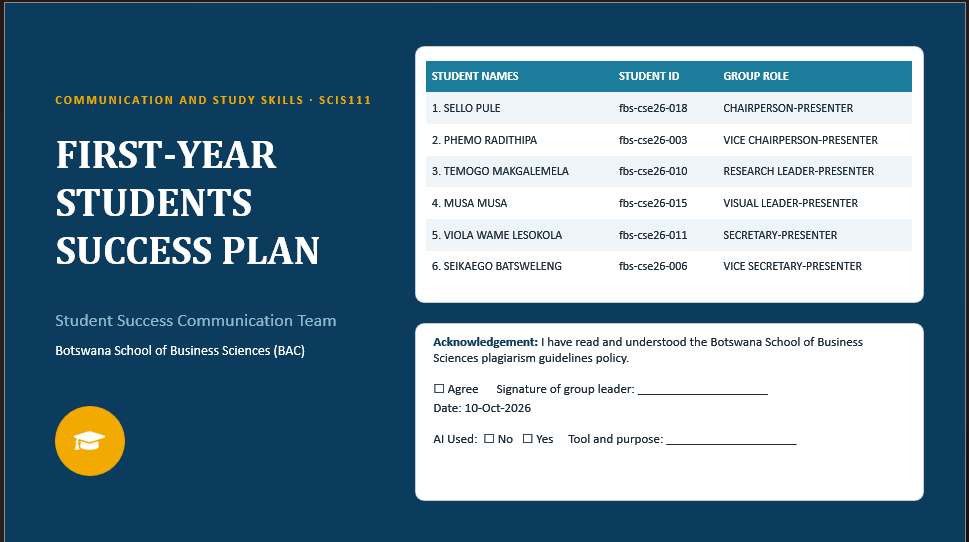 COMMUNICATION AND STUDY SKILLS · SCIS111
FIRST-YEAR
STUDENTS
SUCCESS PLAN
Student Success Communication Team
Botswana School of Business Sciences (BAC)
STUDENT NAMES STUDENT ID GROUP ROLE
1. SELLO PULE fbs-cse26-018 CHAIRPERSON-PRESENTER
2. PHEMO RADITHIPA fbs-cse26-003 VICE CHAIRPERSON-PRESENTER
3. TEMOGO MAKGALEMELA fbs-cse26-010 RESEARCH LEADER-PRESENTER
4. MUSA MUSA fbs-cse26-015 VISUAL LEADER-PRESENTER
5. VIOLA WAME LESOKOLA fbs-cse26-011 SECRETARY-PRESENTER
6. SEIKAEGO BATSWELENG fbs-cse26-006 VICE SECRETARY-PRESENTER
Acknowledgement: I have read and understood the Botswana School of Business
Sciences plagiarism guidelines policy.
☐ Agree Signature of group leader: ____________________
Date: 10-Oct-2026
AI Used: ☐ No ☐ Yes Tool and purpose: ____________________